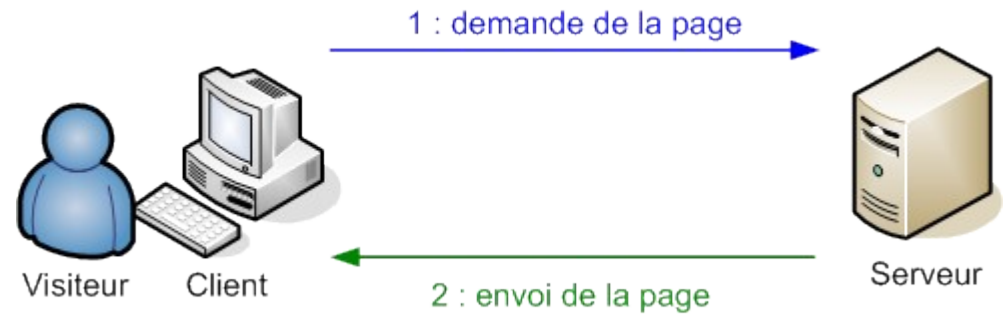 1 : demande de la page
Visiteur
Client
Serveur
2 : envoi de la page